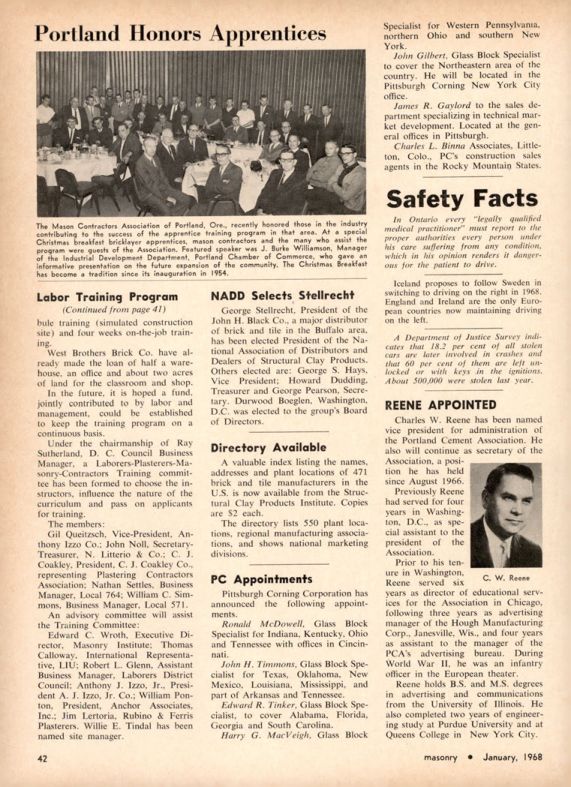 Portland Honors Apprentices
The Mason Contractors Association of Portland, Ore., recently honored those in the industry
contributing to the success of the apprentice training program in that area. At a special
Christmas breakfast bricklayer apprentices, mason contractors and the many who assist the
program were guests of the Association. Featured speaker was J. Burke Williamson, Manager
of the Industrial Development Department, Portland Chamber of Commerce, who gave an
informative presentation on the future expansion of the community. The Christmas Breakfast
has become a tradition since its inauguration in 1954.
Labor Training Program
(Continued from page 41)
bule training (simulated construction
site) and four weeks on-the-job train-
ing.
West Brothers Brick Co. have al-
ready made the loan of half a ware-
house, an office and about two acres
of land for the classroom and shop.
In the future, it is hoped a fund,
jointly contributed to by labor and
management, could be established
to keep the training program on a
continuous basis.
Under the chairmanship of Ray
Sutherland, D. C. Council Business
Manager, a Laborers-Plasterers-Ma-
sonry-Contractors Training commit-
tee has been formed to choose the in-
structors, influence the nature of the
curriculum and pass on applicants
for training.
The members:
Gil Queitzsch, Vice-President, An-
thony Izzo Co.; John Noll, Secretary-
Treasurer, N. Litterio & Co.; C. J.
Coakley, President, C. J. Coakley Co.,
representing Plastering Contractors
Association; Nathan Settles, Business
Manager, Local 764; William C. Sim-
mons, Business Manager, Local 571.
An advisory committee will assist
the Training Committee:
Edward C. Wroth, Executive Di-
rector, Masonry Institute; Thomas
Calloway, International Representa-
tive, LIU; Robert L. Glenn, Assistant
Business Manager, Laborers District
Council; Anthony J. Izzo, Jr., Presi-
dent A. J. Izzo, Jr. Co.; William Pon-
ton, President, Anchor Associates,
Inc.; Jim Lertoria, Rubino & Ferris
Plasterers. Willie E. Tindal has been
named site manager.
NADD Selects Stellrecht
George Stellrecht, President of the
John H. Black Co., a major distributor
of brick and tile in the Buffalo area,
has been elected President of the Na-
tional Association of Distributors and
Dealers of Structural Clay Products.
Others elected are: George S. Hays,
Vice President; Howard Dudding,
Treasurer and George Pearson, Secre-
tary. Durwood Boeglen, Washington,
D.C. was elected to the group's Board
of Directors.
Directory Available
A valuable index listing the names,
addresses and plant locations of 471
brick and tile manufacturers in the
U.S. is now available from the Struc-
tural Clay Products Institute. Copies
are $2 each.
The directory lists 550 plant loca-
tions, regional manufacturing associa-
tions, and shows national marketing
divisions.
PC Appointments
Pittsburgh Corning Corporation has
announced the following appoint-
ments.
Ronald McDowell, Glass Block
Specialist for Indiana, Kentucky, Ohio
and Tennessee with offices in Cincin-
nati.
John H. Timmons, Glass Block Spe-
cialist for Texas, Oklahoma, New
Mexico, Louisiana, Mississippi, and
part of Arkansas and Tennessee.
Edward R. Tinker, Glass Block Spe-
cialist, to cover Alabama, Florida,
Georgia and South Carolina.
Harry G. MacVeigh, Glass Block
Specialist for Western Pennsylvania,
northern Ohio and southern New
York.
John Gilbert, Glass Block Specialist
to cover the Northeastern area of the
country. He will be located in the
Pittsburgh Corning New York City
office.
James R. Gaylord to the sales de-
partment specializing in technical mar-
ket development. Located at the gen-
eral offices in Pittsburgh.
Charles L. Binna Associates, Little-
ton, Colo., PC's construction sales
agents in the Rocky Mountain States.
Safety Facts
In Ontario every "legally qualified
medical practitioner" must report to the
proper authorities every person under
his care suffering from any condition,
which in his opinion renders it danger-
ous for the patient to drive.
Iceland proposes to follow Sweden in
switching to driving on the right in 1968.
England and Ireland are the only Euro-
pean countries now maintaining driving
on the left.
A Department of Justice Survey indi-
cates that 18.2 per cent of all stolen
cars are later involved in crashes and
that 60 per cent of them are left un-
locked or with keys in the ignitions.
About 500,000 were stolen last year.
REENE APPOINTED
Charles W. Reene has been named
vice president for administration of
the Portland Cement Association. He
also will continue as secretary of the
Association, a posi-
tion he has held
since August 1966.
Previously Reene
had served for four
years in Washing-
ton, D.C., as spe-
cial assistant to the
president of the
Association.
Prior to his ten-
ure in Washington,
Reene served six
C. W. Reene
years as director of educational serv-
ices for the Association in Chicago,
following three years as advertising
manager of the Hough Manufacturing
Corp., Janesville, Wis., and four years
as assistant to the manager of the
PCA's advertising bureau. During
World War II, he was an infantry
officer in the European theater.
Reene holds B.S. and M.S. degrees
in advertising and communications
from the University of Illinois. He
also completed two years of engineer-
ing study at Purdue University and at
Queens College in New York City.
42
masonry • January, 1968